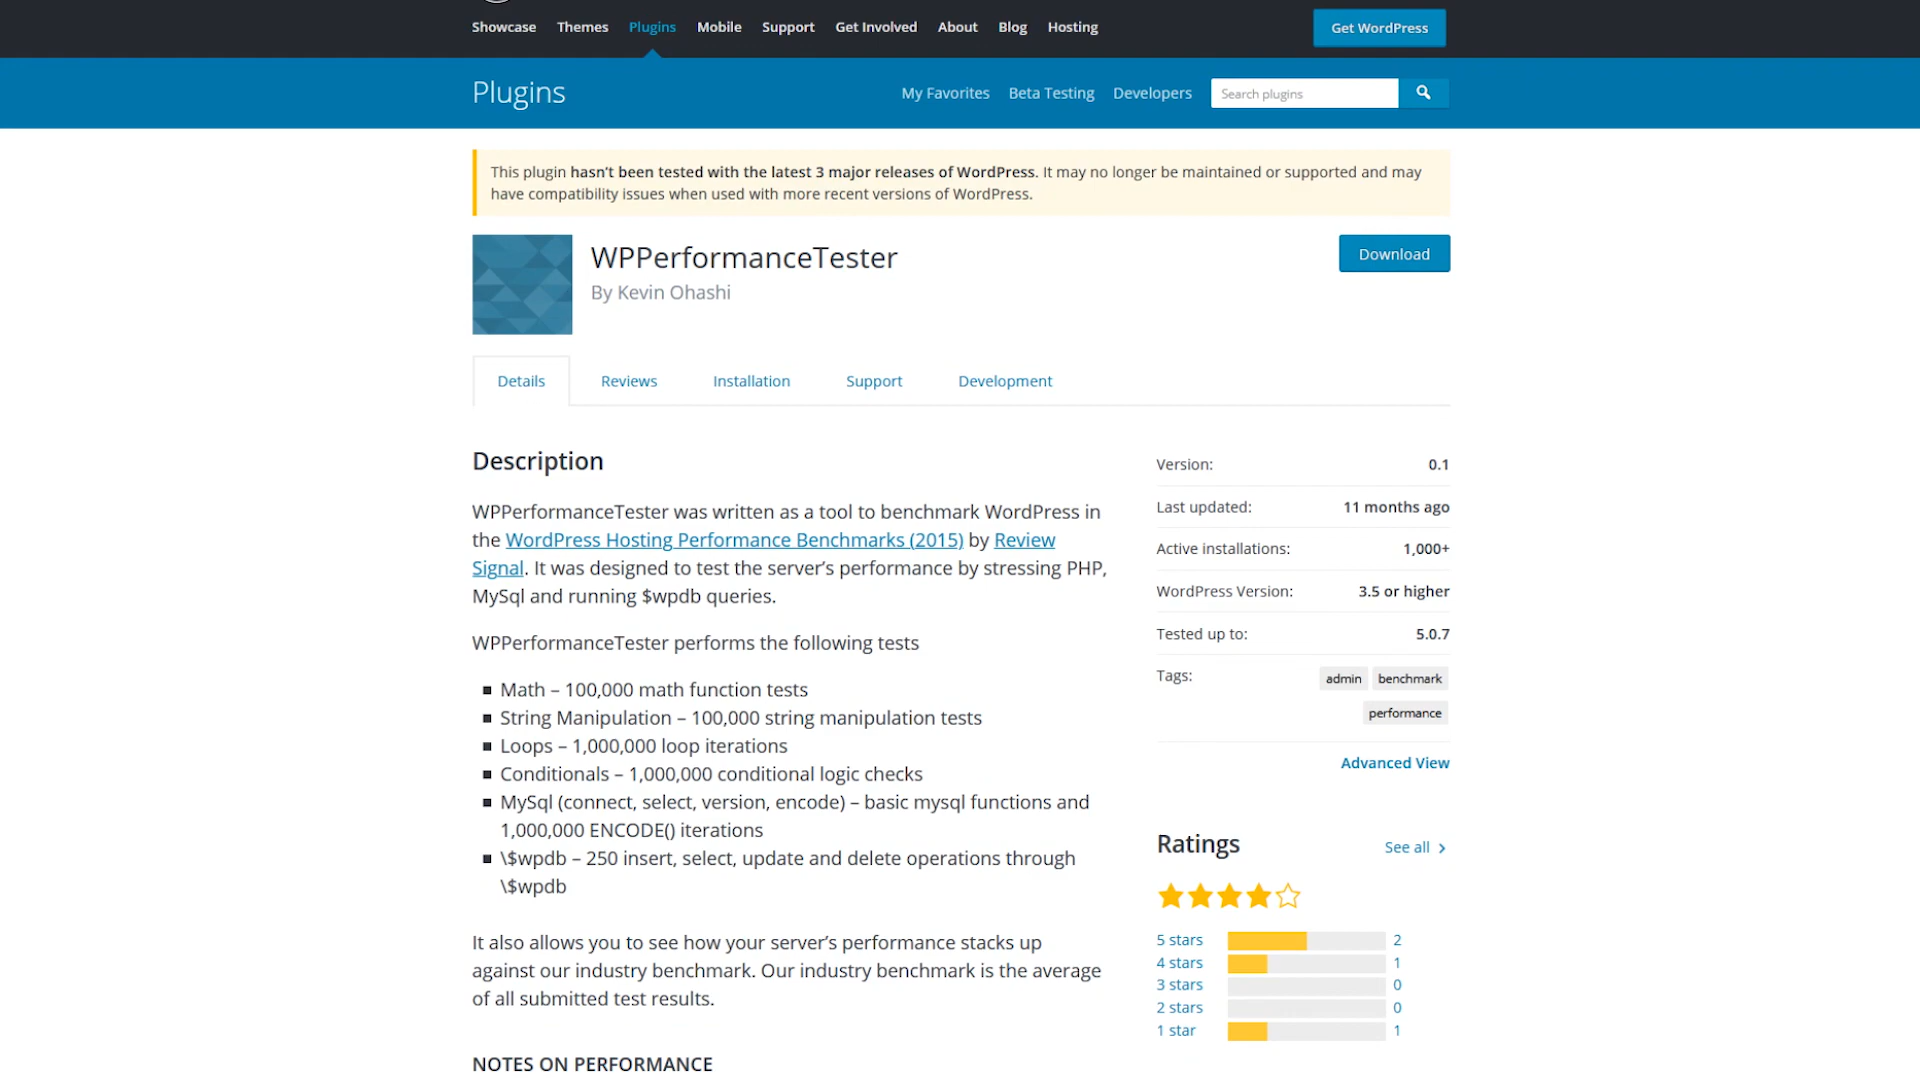 Showcase Themes Plugins Mobile Support Get Involved About Blog Hosting Get WordPress
Plugins My Favorites Beta Testing Developers Search plugins
This plugin hasn't been tested with the latest 3 major releases of WordPress. It may no longer be maintained or supported and may
have compatibility issues when used with more recent versions of WordPress.
WPPerformanceTester
By Kevin Ohashi
Download
Details Reviews Installation Support Development
Description
WPPerformanceTester was written as a tool to benchmark WordPress in
the WordPress Hosting Performance Benchmarks (2015) by Review
Signal. It was designed to test the server's performance by stressing PHP,
MySql and running $wpdb queries.
WPPerformanceTester performs the following tests
Math – 100,000 math function tests
String Manipulation – 100,000 string manipulation tests
Loops – 1,000,000 loop iterations
Conditionals – 1,000,000 conditional logic checks
MySql (connect, select, version, encode) – basic mysql functions and
1,000,000 ENCODE() iterations
\$wpdb – 250 insert, select, update and delete operations through
\$wpdb
It also allows you to see how your server's performance stacks up
against our industry benchmark. Our industry benchmark is the average
of all submitted test results.
NOTES ON PERFORMANCE
Version: 0.1
Last updated: 11 months ago
Active installations: 1,000+
WordPress Version: 3.5 or higher
Tested up to: 5.0.7
Tags: admin benchmark
performance
Advanced View
Ratings See all
5 stars 2
4 stars 1
3 stars 0
2 stars 0
1 star 1